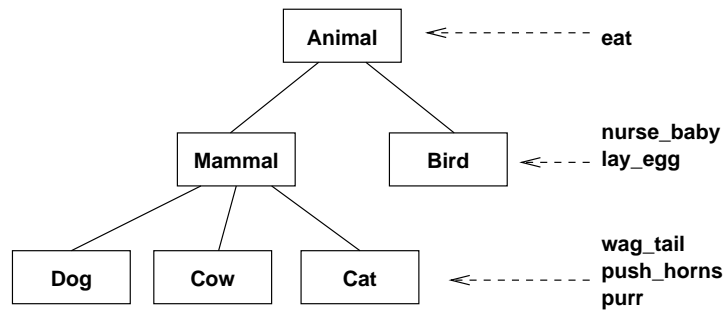 Animal
eat
Mammal
Bird
nurse_baby
lay_egg
Dog
Cow
Cat
wag_tail
push_horns
purr